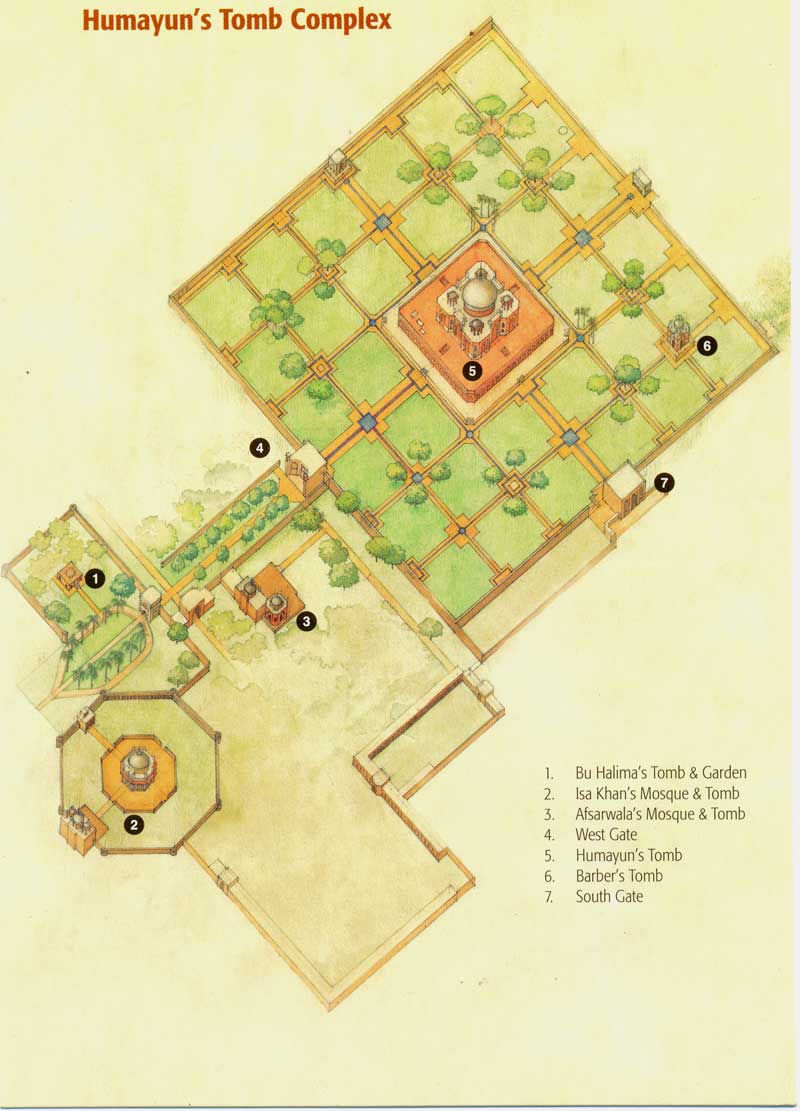 Humayun's Tomb Complex
6
5
4
7
1
3
2
1. Bu Halima's Tomb & Garden
2. Isa Khan's Mosque & Tomb
3. Afsarwala's Mosque & Tomb
4. West Gate
5. Humayun's Tomb
6. Barber's Tomb
7. South Gate